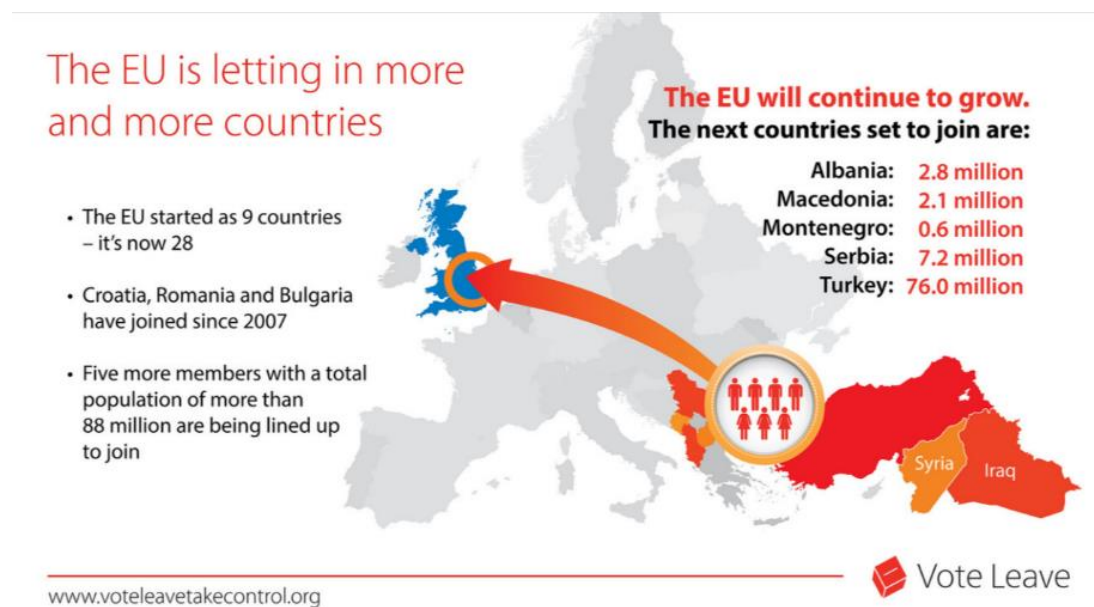 The EU is letting in more
and more countries
• The EU started as 9 countries
– it's now 28
• Croatia, Romania and Bulgaria
have joined since 2007
• Five more members with a total
population of more than
88 million are being lined up
to join
The EU will continue to grow.
The next countries set to join are:
Albania: 2.8 million
Macedonia: 2.1 million
Montenegro: 0.6 million
Serbia: 7.2 million
Turkey: 76.0 million
Syria
Iraq
www.voteleavetakecontrol.org
Vote Leave